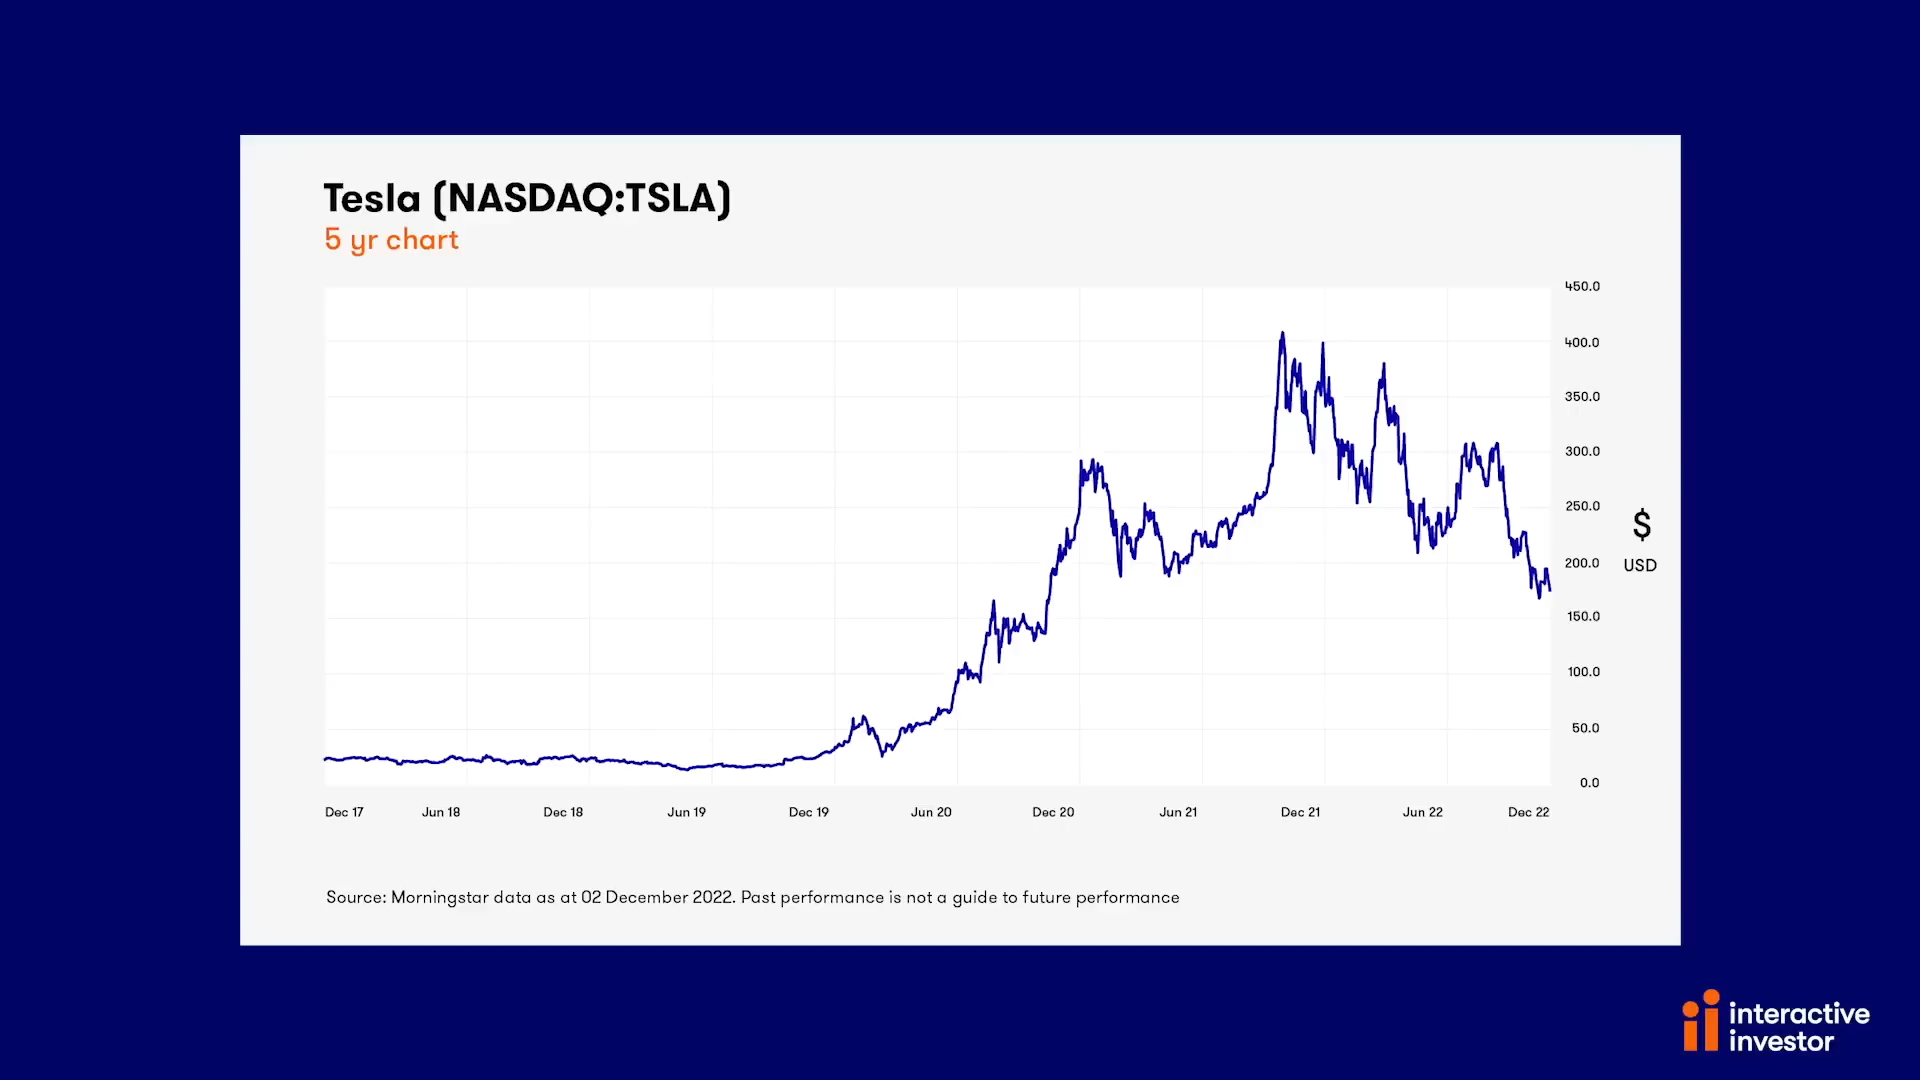 Tesla (NASDAQ:TSLA)
5 yr chart
450.0
400.0
350.0
300.0
250.0
200.0
150.0
100.0
50.0
0.0
$
USD
Dec 17 Jun 18 Dec 18 Jun 19 Dec 19 Jun 20 Dec 20 Jun 21 Dec 21 Jun 22 Dec 22
Source: Morningstar data as at 02 December 2022. Past performance is not a guide to future performance
ii
interactive
investor